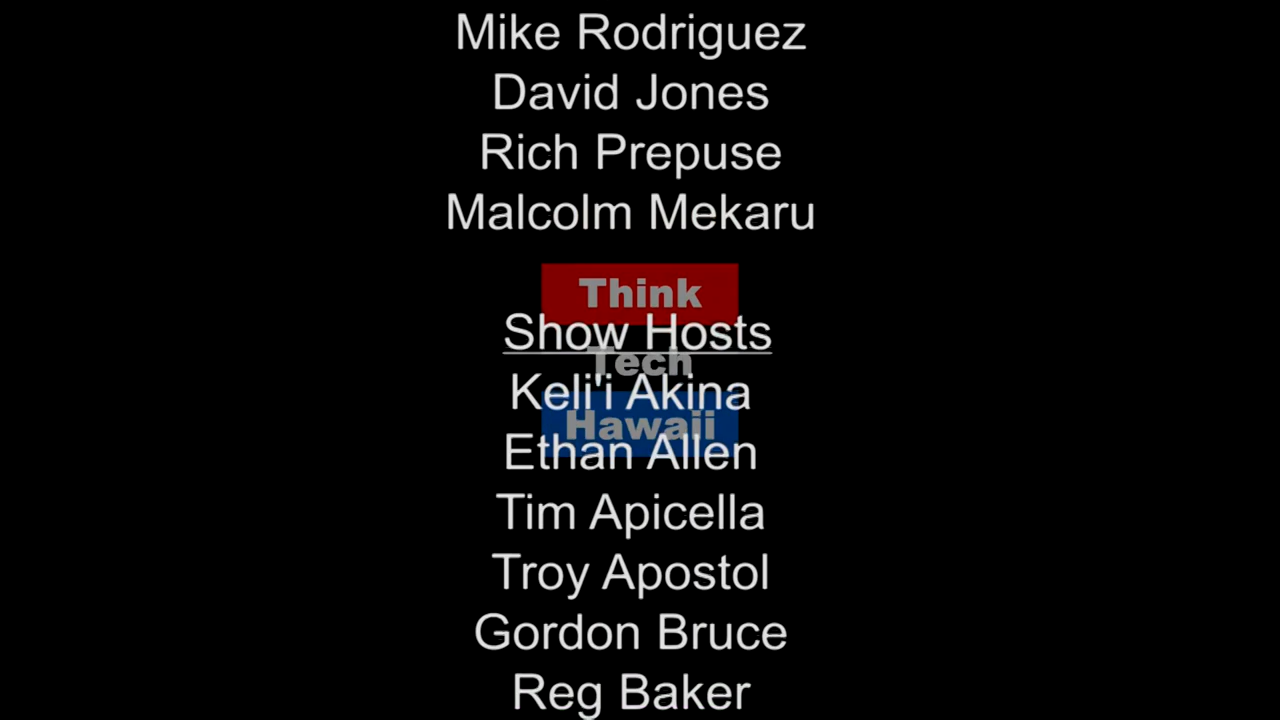 Mike Rodriguez
David Jones
Rich Prepuse
Malcolm Mekaru
Think
Show Hosts
Tech
Keli'i Akina
Hawaii
Ethan Allen
Tim Apicella
Troy Apostol
Gordon Bruce
Reg Baker